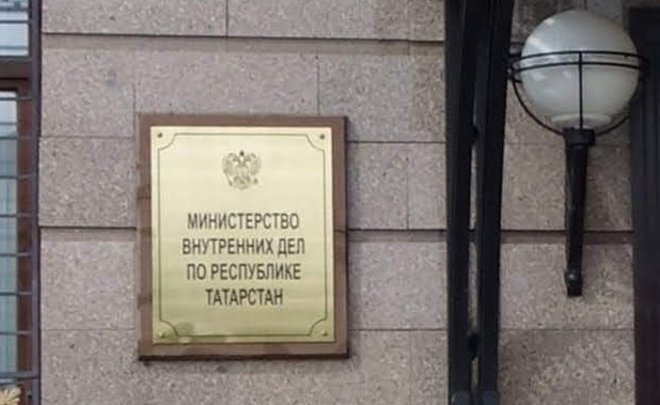 МИНИСТЕРСТВО
ВНУТРЕННИХ ДЕЛ
ПО РЕСПУБЛИКЕ
ТАТАРСТАН